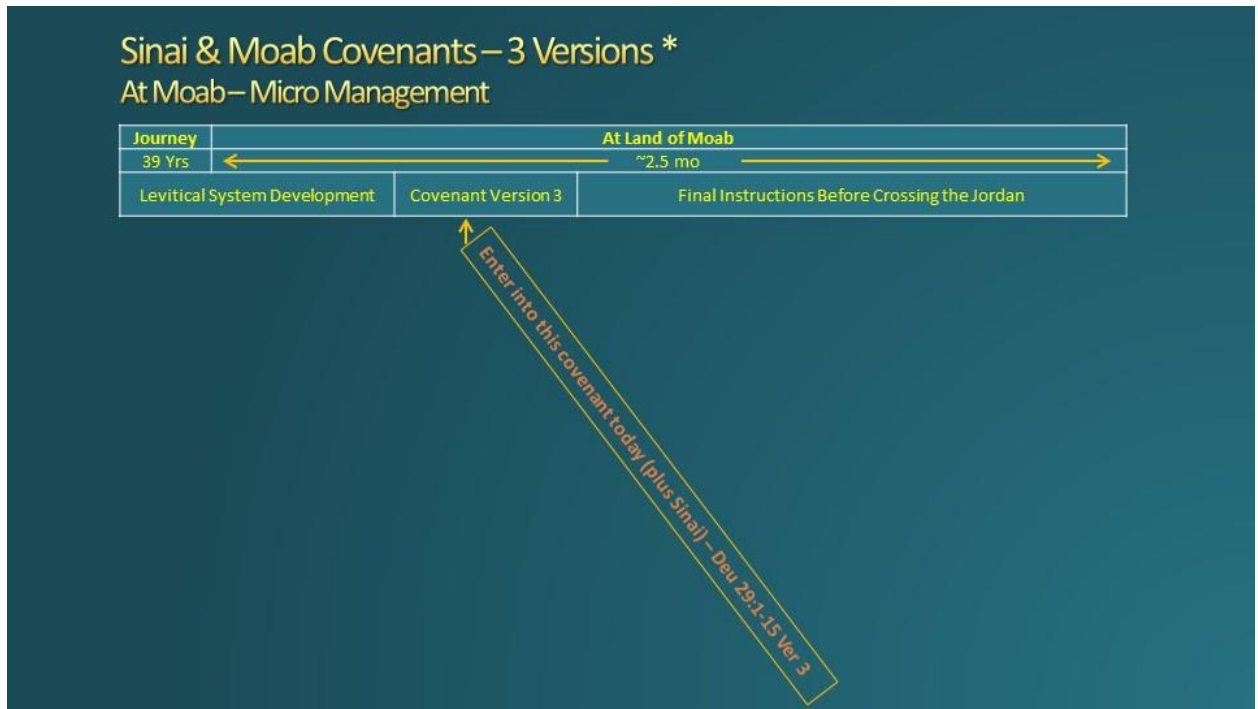 Sinai & Moab Covenants – 3 Versions *
At Moab – Micro Management
Journey
At Land of Moab
39 Yrs
~2.5 mo
Levitical System Development
Covenant Version 3
Final Instructions Before Crossing the Jordan
Enter into this covenant today (plus Sinai) – Deu 29:1-15 Ver 3